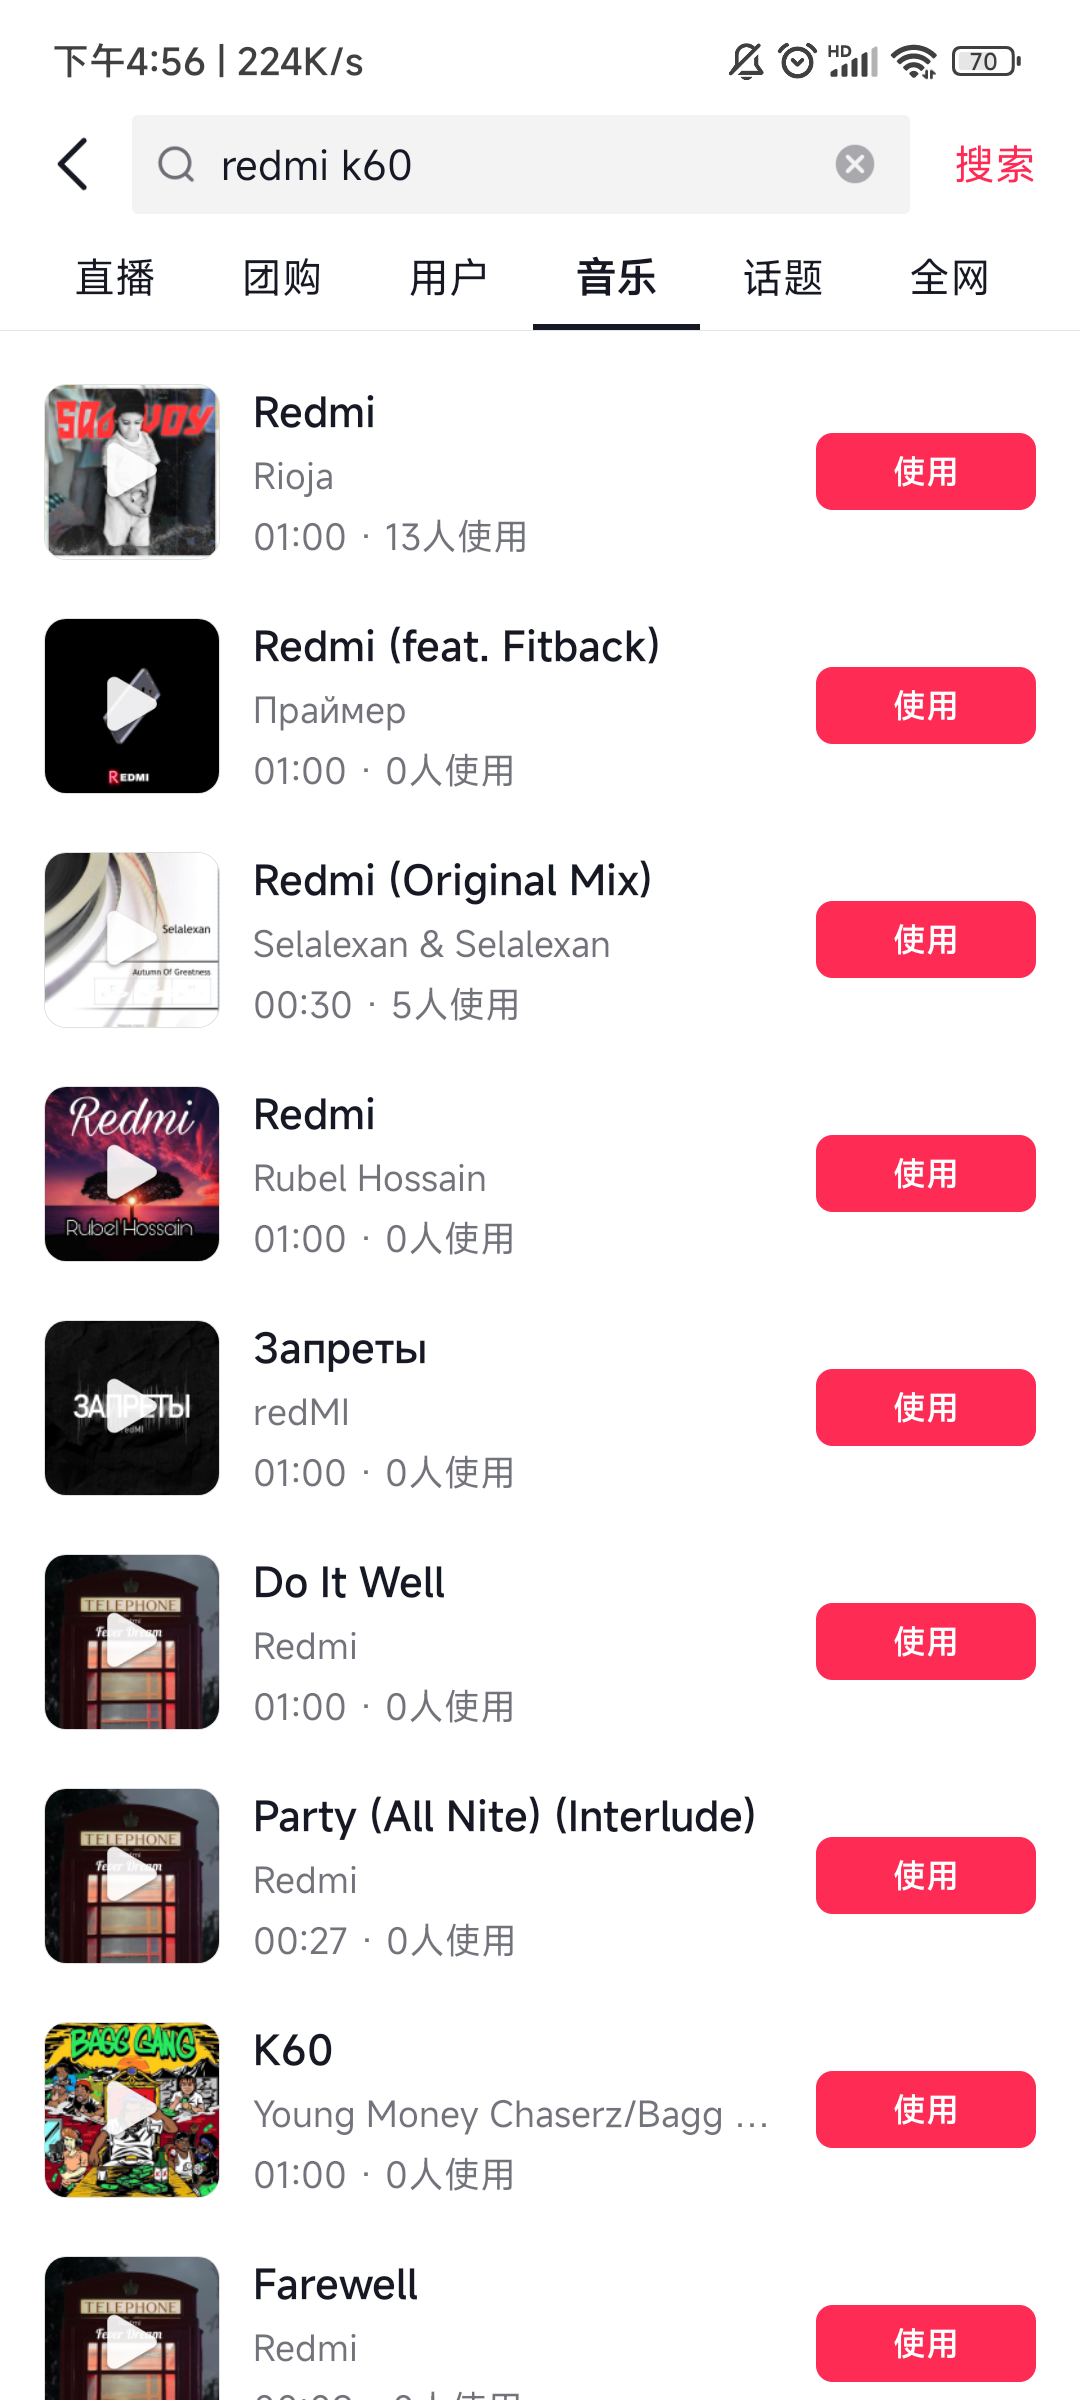 下午4:56 | 224K/s
HD
70
redmi k60
搜索
直播 团购 用户 音乐 话题 全网
Redmi
Rioja
01:00 · 13人使用
使用
Redmi (feat. Fitback)
Праймер
01:00 · 0人使用
使用
REDMI
Redmi (Original Mix)
Selalexan & Selalexan
00:30 · 5人使用
使用
Selalexan
Autumn Of Greatness
Redmi
Rubel Hossain
01:00 · 0人使用
使用
Redmi
Rubel Hossain
Запреты
redMI
01:00 · 0人使用
使用
ЗАПРЕТЫ
redMI
Do It Well
Redmi
01:00 · 0人使用
使用
TELEPHONE
Fever Dream
Party (All Nite) (Interlude)
Redmi
00:27 · 0人使用
使用
TELEPHONE
Fever Dream
K60
Young Money Chaserz/Bagg ...
01:00 · 0人使用
使用
BAGG GANG
Farewell
Redmi
使用
TELEPHONE
Fever Dream